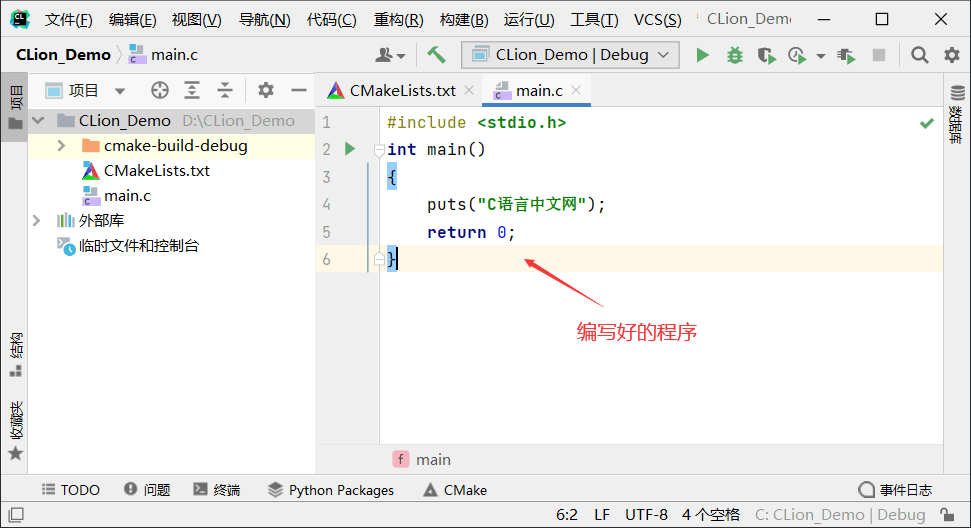 文件(F) 编辑(E) 视图(V) 导航(N) 代码(C) 重构(R) 构建(B) 运行(U) 工具(T) VCS(S) CLion_Demo
CLion_Demo main.c CLion_Demo | Debug
项目 CMakeLists.txt main.c
项目
CLion_Demo D:\CLion_Demo
cmake-build-debug
CMakeLists.txt
main.c
外部库
临时文件和控制台
结构
收藏夹
1 #include <stdio.h>
2 int main()
3 {
4 puts("C语言中文网");
5 return 0;
6 }
编写好的程序
数据库
f main
TODO 问题 终端 Python Packages CMake 事件日志
6:2 LF UTF-8 4 个空格 C: CLion_Demo | Debug